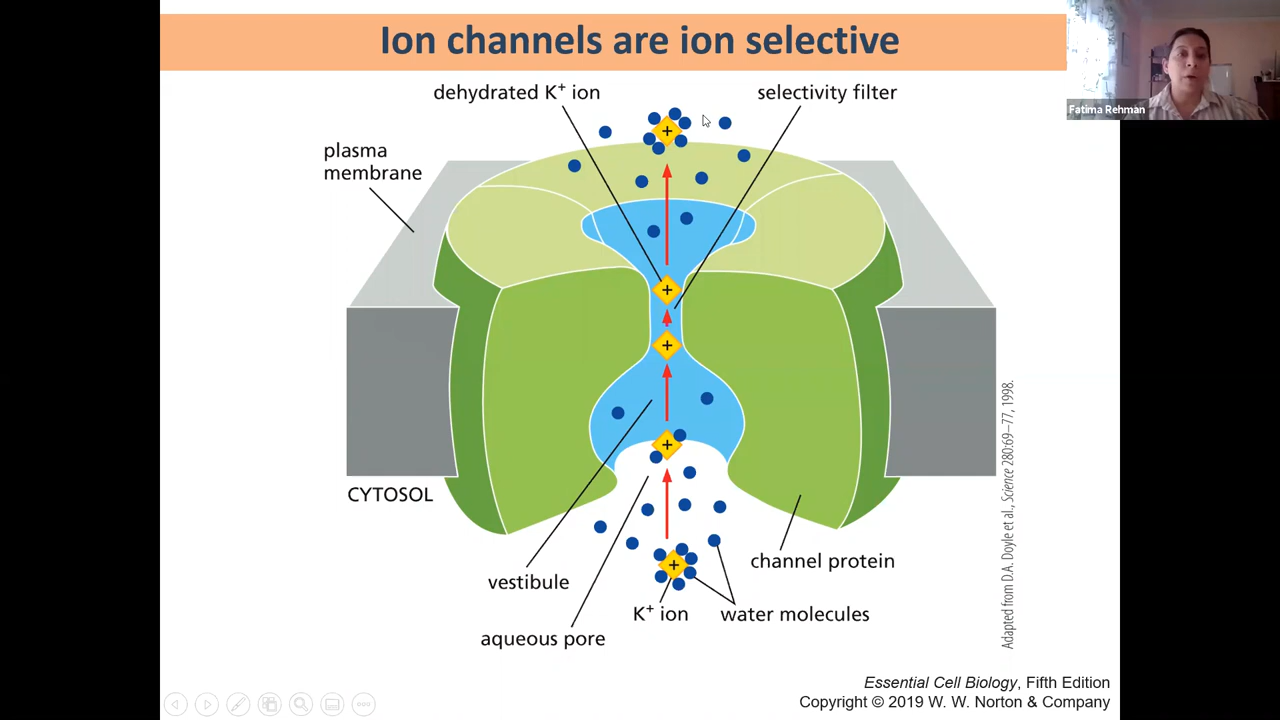 Ion channels are ion selective
Fatima Rehman
dehydrated K⁺ ion
selectivity filter
plasma
membrane
+
+
+
+
+
CYTOSOL
channel protein
vestibule
K⁺ ion
water molecules
aqueous pore
Adapted from D.A. Doyle et al., Science 280:69–77, 1998.
Essential Cell Biology, Fifth Edition
Copyright © 2019 W. W. Norton & Company